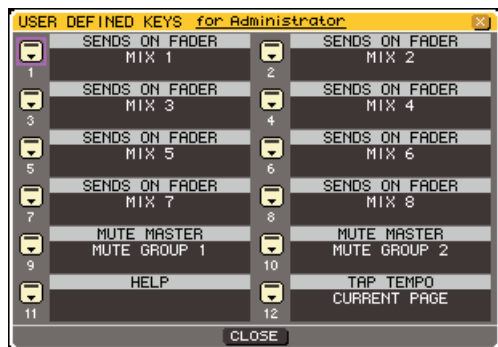 USER DEFINED KEYS for Administrator
SENDS ON FADER SENDS ON FADER
MIX 1 MIX 2
1 2
SENDS ON FADER SENDS ON FADER
MIX 3 MIX 4
3 4
SENDS ON FADER SENDS ON FADER
MIX 5 MIX 6
5 6
SENDS ON FADER SENDS ON FADER
MIX 7 MIX 8
7 8
MUTE MASTER MUTE MASTER
MUTE GROUP 1 MUTE GROUP 2
9 10
HELP TAP TEMPO
CURRENT PAGE
11 12
CLOSE